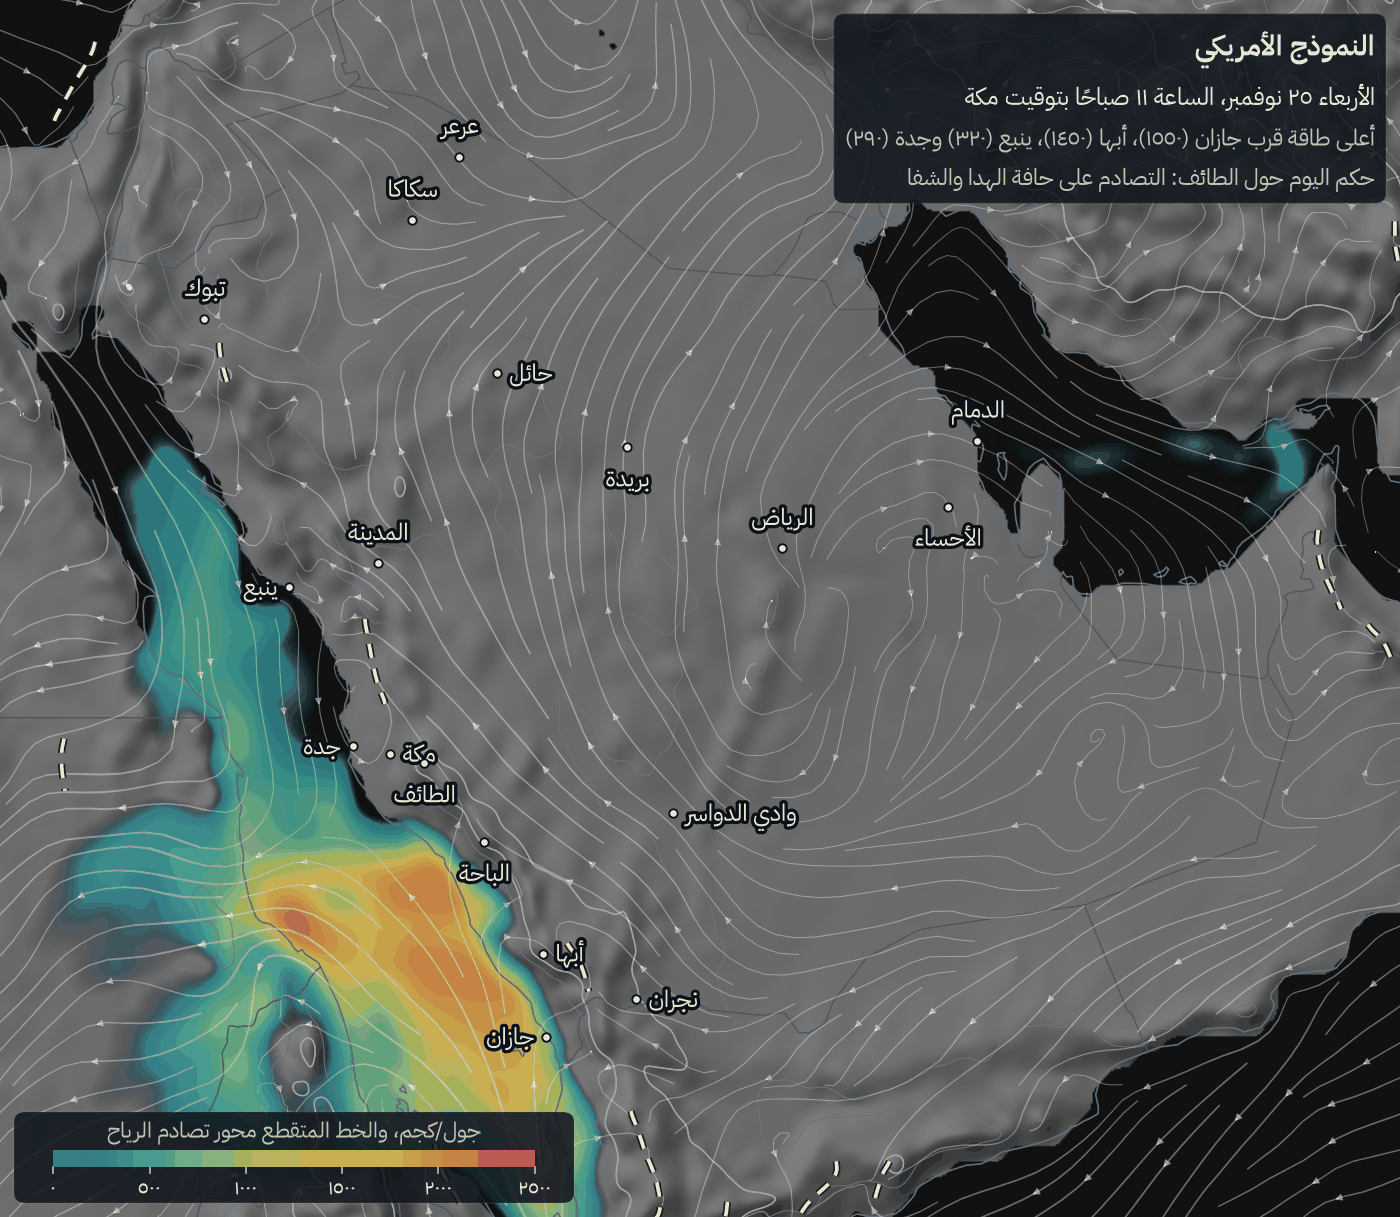 النموذج الأمريكي
الأربعاء ٢٥ نوفمبر، الساعة ١١ صباحًا بتوقيت مكة
أعلى طاقة قرب جازان (١٥٥٠)، أبها (١٤٥٠)، ينبع (٣٢٠) وجدة (٢٩٠)
حكم اليوم حول الطائف: التصادم على حافة الهدا والشفا
عرعر
سكاكا
تبوك
حائل
الدمام
بريدة
الرياض
الأحساء
المدينة
ينبع
جدة
مكة
الطائف
وادي الدواسر
الباحة
أبها
نجران
جازان
جول/كجم، والخط المتقطع محور تصادم الرياح
٠ ٥٠٠ ١٠٠٠ ١٥٠٠ ٢٠٠٠ ٢٥٠٠